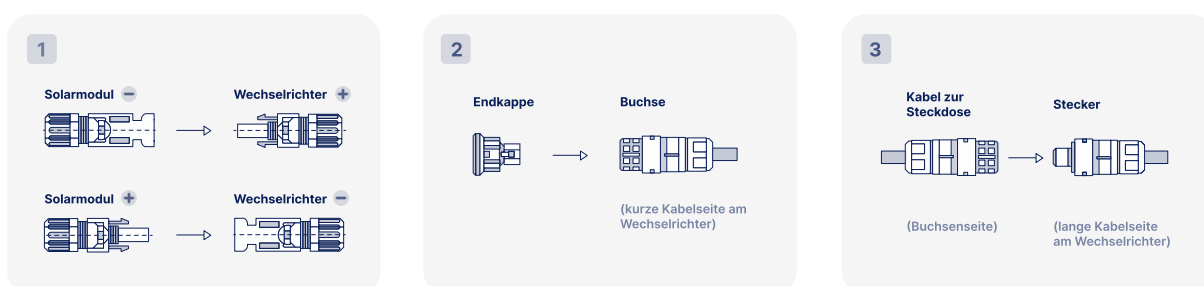 1
Solarmodul −
Wechselrichter +
Solarmodul +
Wechselrichter −
2
Endkappe
Buchse
(kurze Kabelseite am
Wechselrichter)
3
Kabel zur
Steckdose
Stecker
(Buchsenseite)
(lange Kabelseite
am Wechselrichter)